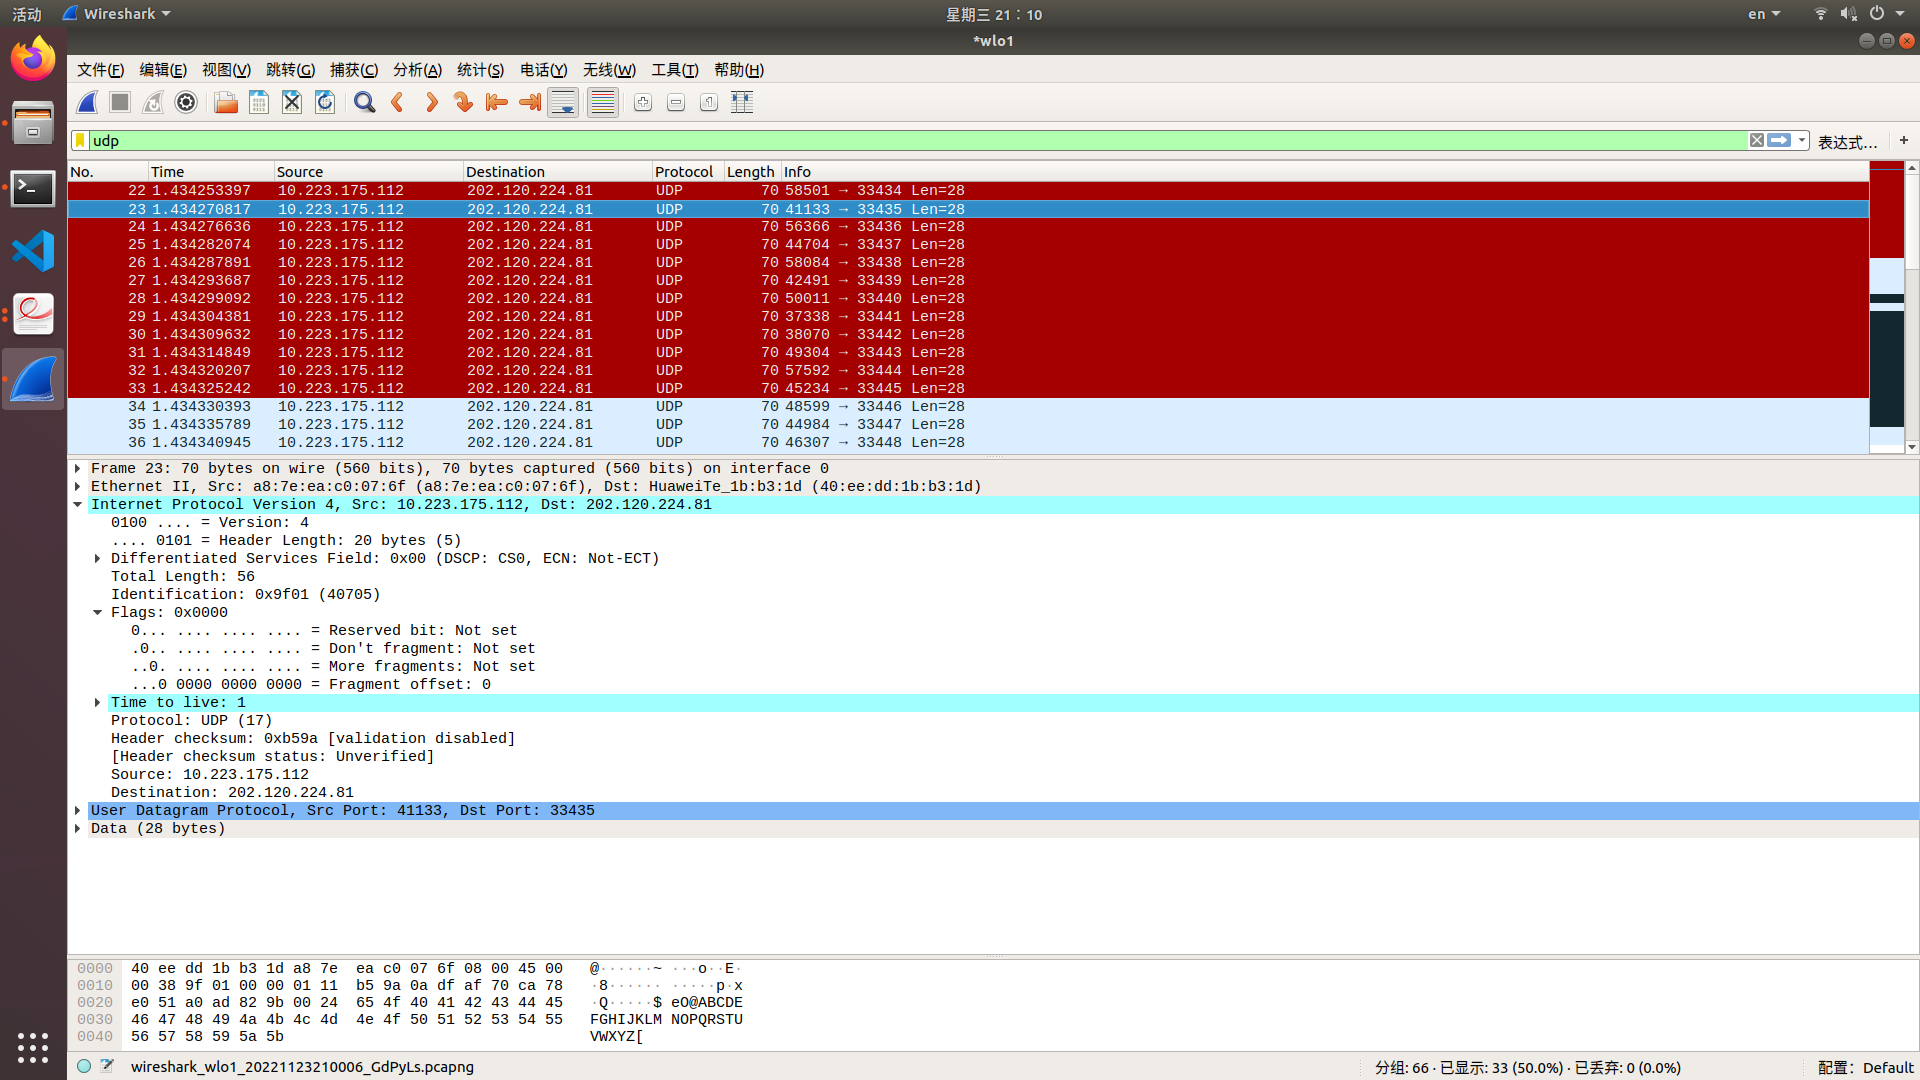 活动 Wireshark 星期三 21：10 en
*wlo1
文件(F) 编辑(E) 视图(V) 跳转(G) 捕获(C) 分析(A) 统计(S) 电话(Y) 无线(W) 工具(T) 帮助(H)
udp 表达式… +
No. Time Source Destination Protocol Length Info
22 1.434253397 10.223.175.112 202.120.224.81 UDP 70 58501 → 33434 Len=28
23 1.434270817 10.223.175.112 202.120.224.81 UDP 70 41133 → 33435 Len=28
24 1.434276636 10.223.175.112 202.120.224.81 UDP 70 56366 → 33436 Len=28
25 1.434282074 10.223.175.112 202.120.224.81 UDP 70 44704 → 33437 Len=28
26 1.434287891 10.223.175.112 202.120.224.81 UDP 70 58084 → 33438 Len=28
27 1.434293687 10.223.175.112 202.120.224.81 UDP 70 42491 → 33439 Len=28
28 1.434299092 10.223.175.112 202.120.224.81 UDP 70 50011 → 33440 Len=28
29 1.434304381 10.223.175.112 202.120.224.81 UDP 70 37338 → 33441 Len=28
30 1.434309632 10.223.175.112 202.120.224.81 UDP 70 38070 → 33442 Len=28
31 1.434314849 10.223.175.112 202.120.224.81 UDP 70 49304 → 33443 Len=28
32 1.434320207 10.223.175.112 202.120.224.81 UDP 70 57592 → 33444 Len=28
33 1.434325242 10.223.175.112 202.120.224.81 UDP 70 45234 → 33445 Len=28
34 1.434330393 10.223.175.112 202.120.224.81 UDP 70 48599 → 33446 Len=28
35 1.434335789 10.223.175.112 202.120.224.81 UDP 70 44984 → 33447 Len=28
36 1.434340945 10.223.175.112 202.120.224.81 UDP 70 46307 → 33448 Len=28
Frame 23: 70 bytes on wire (560 bits), 70 bytes captured (560 bits) on interface 0
Ethernet II, Src: a8:7e:ea:c0:07:6f (a8:7e:ea:c0:07:6f), Dst: HuaweiTe_1b:b3:1d (40:ee:dd:1b:b3:1d)
Internet Protocol Version 4, Src: 10.223.175.112, Dst: 202.120.224.81
0100 .... = Version: 4
.... 0101 = Header Length: 20 bytes (5)
Differentiated Services Field: 0x00 (DSCP: CS0, ECN: Not-ECT)
Total Length: 56
Identification: 0x9f01 (40705)
Flags: 0x0000
0... .... .... .... = Reserved bit: Not set
.0.. .... .... .... = Don't fragment: Not set
..0. .... .... .... = More fragments: Not set
...0 0000 0000 0000 = Fragment offset: 0
Time to live: 1
Protocol: UDP (17)
Header checksum: 0xb59a [validation disabled]
[Header checksum status: Unverified]
Source: 10.223.175.112
Destination: 202.120.224.81
User Datagram Protocol, Src Port: 41133, Dst Port: 33435
Data (28 bytes)
0000 40 ee dd 1b b3 1d a8 7e ea c0 07 6f 08 00 45 00 @······~ ···o··E·
0010 00 38 9f 01 00 00 01 11 b5 9a 0a df af 70 ca 78 ·8······ ·····p·x
0020 e0 51 a0 ad 82 9b 00 24 65 4f 40 41 42 43 44 45 ·Q·····$ eO@ABCDE
0030 46 47 48 49 4a 4b 4c 4d 4e 4f 50 51 52 53 54 55 FGHIJKLM NOPQRSTU
0040 56 57 58 59 5a 5b VWXYZ[
wireshark_wlo1_20221123210006_GdPyLs.pcapng 分组: 66 · 已显示: 33 (50.0%) · 已丢弃: 0 (0.0%) 配置：Default